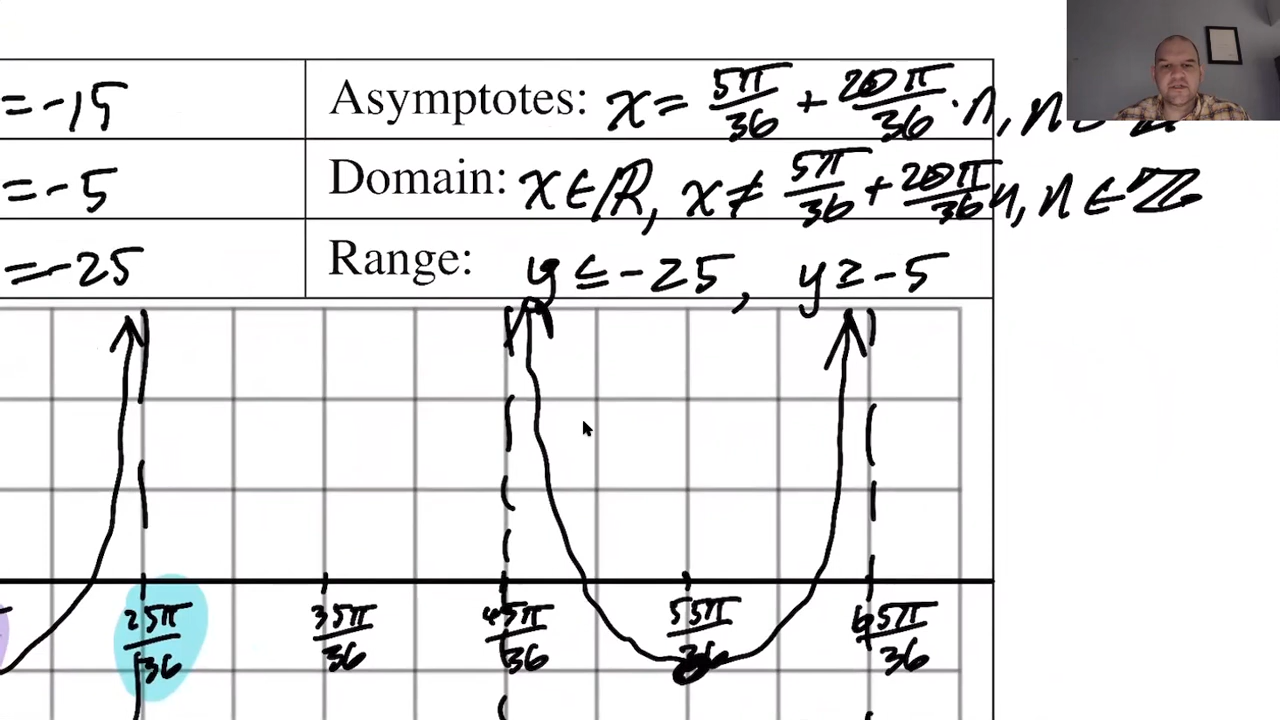 = -15
Asymptotes: x = 5π/36 + 20π/36 · n, n ∈ ℤ
= -5
Domain: x ∈ ℝ, x ≠ 5π/36 + 20π/36 n, n ∈ ℤ
= -25
Range: y ≤ -25, y ≥ -5
25π/36 35π/36 45π/36 55π/36 65π/36